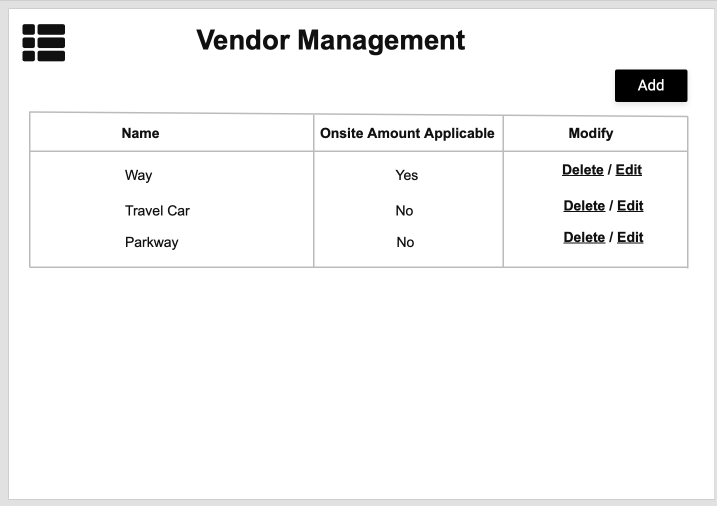 Vendor Management
Add
Name Onsite Amount Applicable Modify
Way Yes Delete / Edit
Travel Car No Delete / Edit
Parkway No Delete / Edit